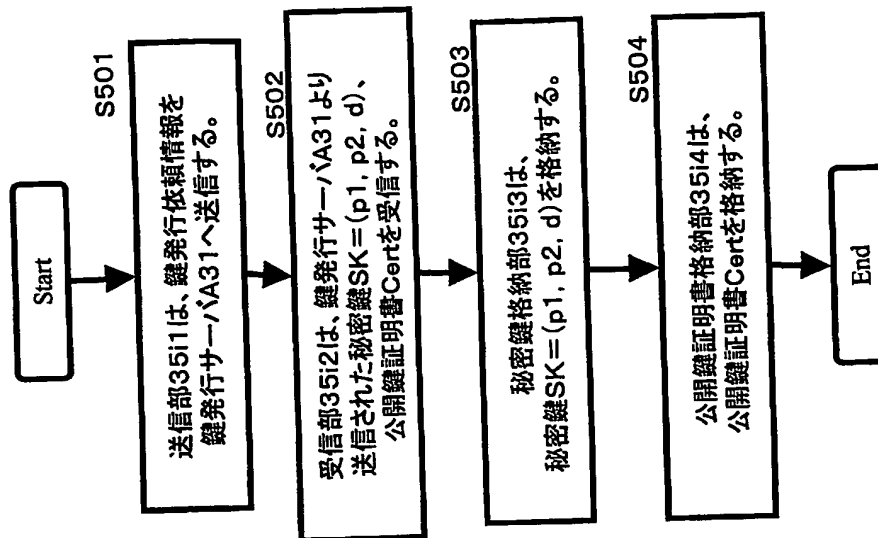 Start
S501
送信部35i1は、鍵発行依頼情報を
鍵発行サーバA31へ送信する。
S502
受信部35i2は、鍵発行サーバA31より
送信された秘密鍵SK=(p1, p2, d)、
公開鍵証明書Certを受信する。
S503
秘密鍵格納部35i3は、
秘密鍵SK=(p1, p2, d)を格納する。
S504
公開鍵証明書格納部35i4は、
公開鍵証明書Certを格納する。
End